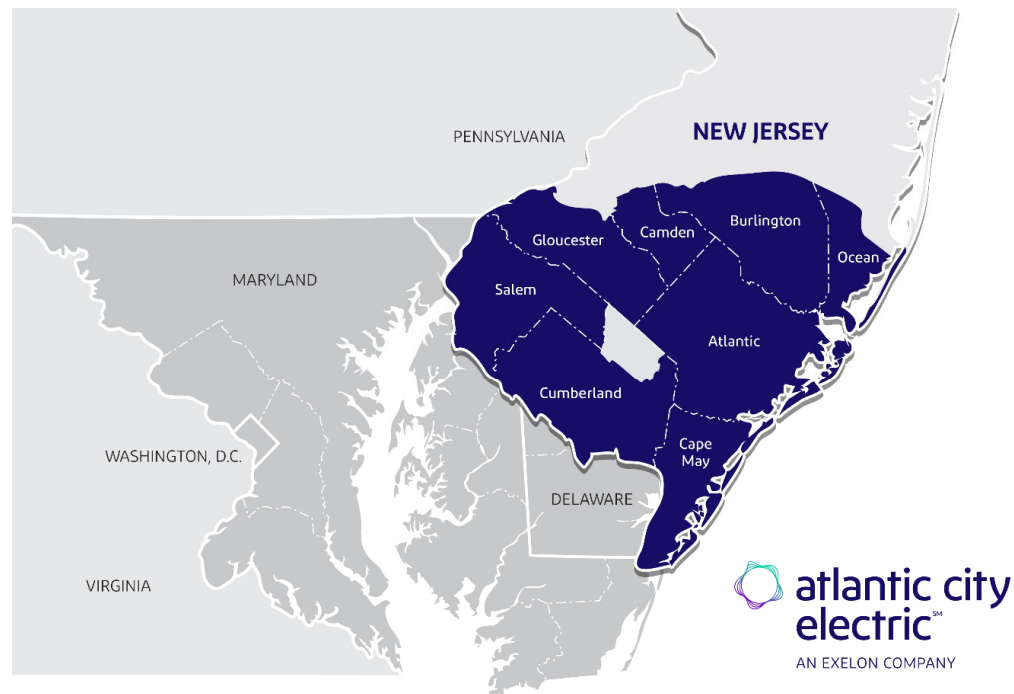 PENNSYLVANIA
NEW JERSEY
Burlington
Camden
Gloucester
Ocean
MARYLAND
Salem
Atlantic
Cumberland
Cape
May
WASHINGTON, D.C.
DELAWARE
VIRGINIA
atlantic city
electric℠
AN EXELON COMPANY